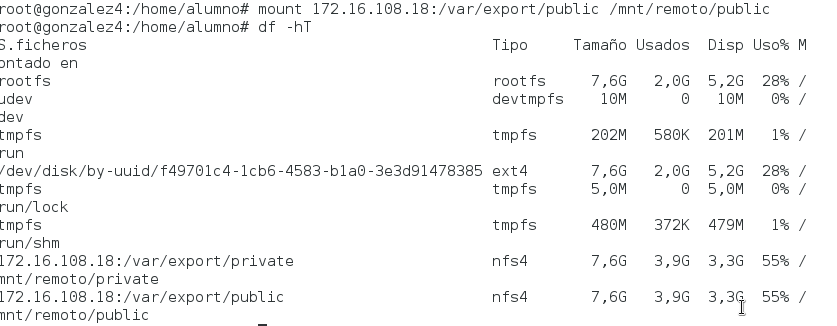 root@gonzalez4:/home/alumno# mount 172.16.108.18:/var/export/public /mnt/remoto/public
root@gonzalez4:/home/alumno# df -hT
S.ficheros Tipo Tamaño Usados Disp Uso% M
ontado en
rootfs rootfs 7,6G 2,0G 5,2G 28% /
udev devtmpfs 10M 0 10M 0% /
dev
tmpfs tmpfs 202M 580K 201M 1% /
run
/dev/disk/by-uuid/f49701c4-1cb6-4583-b1a0-3e3d91478385 ext4 7,6G 2,0G 5,2G 28% /
tmpfs tmpfs 5,0M 0 5,0M 0% /
run/lock
tmpfs tmpfs 480M 372K 479M 1% /
run/shm
172.16.108.18:/var/export/private nfs4 7,6G 3,9G 3,3G 55% /
mnt/remoto/private
172.16.108.18:/var/export/public nfs4 7,6G 3,9G 3,3G 55% /
mnt/remoto/public